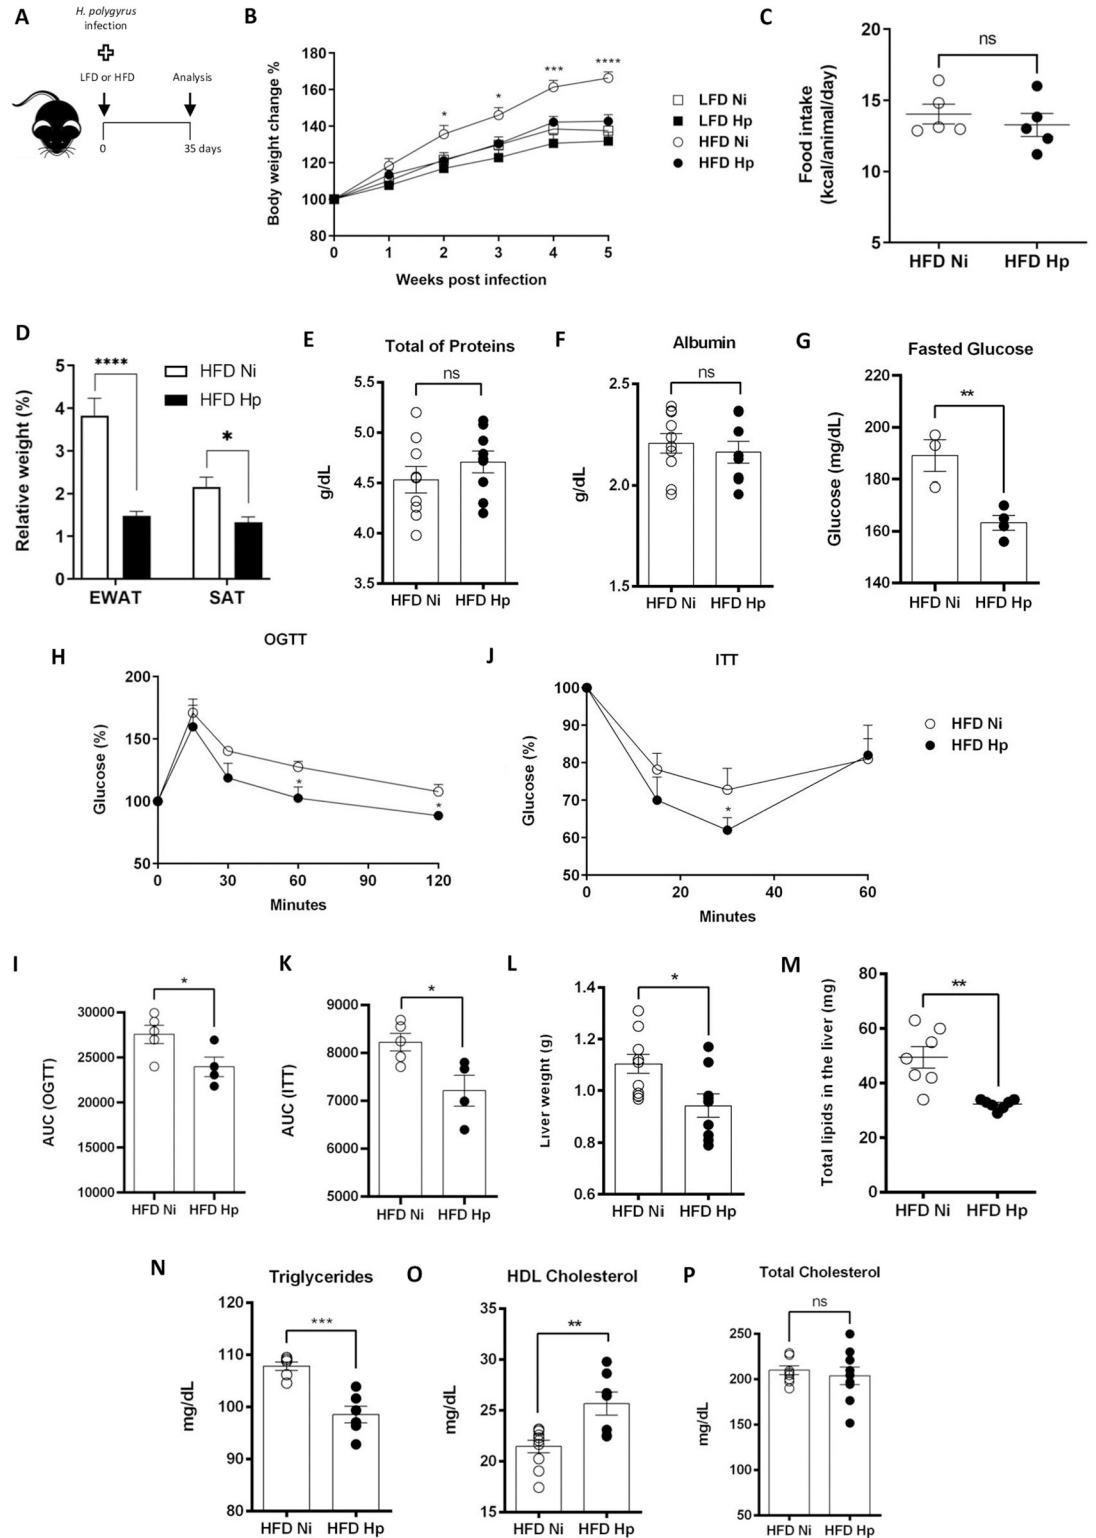 A
H. polygyrus
infection
LFD or HFD
Analysis
0
35 days
B
Body weight change %
180
160
140
120
100
80
*
*
***
****
0 1 2 3 4 5
Weeks post infection
LFD Ni
LFD Hp
HFD Ni
HFD Hp
C
Food intake
(kcal/animal/day)
20
15
10
5
ns
HFD Ni HFD Hp
D
Relative weight (%)
5
4
3
2
1
0
****
*
HFD Ni
HFD Hp
EWAT SAT
E
Total of Proteins
g/dL
5.5
5.0
4.5
4.0
3.5
ns
HFD Ni HFD Hp
F
Albumin
g/dL
2.5
2.0
1.5
ns
HFD Ni HFD Hp
G
Fasted Glucose
Glucose (mg/dL)
220
200
180
160
140
**
HFD Ni HFD Hp
H
OGTT
Glucose (%)
200
150
100
50
*
*
0 30 60 90 120
Minutes
J
ITT
Glucose (%)
100
90
80
70
60
50
*
0 20 40 60
Minutes
HFD Ni
HFD Hp
I
AUC (OGTT)
30000
25000
20000
15000
10000
*
HFD Ni HFD Hp
K
AUC (ITT)
9000
8000
7000
6000
5000
*
HFD Ni HFD Hp
L
Liver weight (g)
1.4
1.2
1.0
0.8
0.6
*
HFD Ni HFD Hp
M
Total lipids in the liver (mg)
80
60
40
20
0
**
HFD Ni HFD Hp
N
Triglycerides
mg/dL
120
110
100
90
80
***
HFD Ni HFD Hp
O
HDL Cholesterol
mg/dL
35
30
25
20
15
**
HFD Ni HFD Hp
P
Total Cholesterol
mg/dL
250
200
150
100
50
ns
HFD Ni HFD Hp